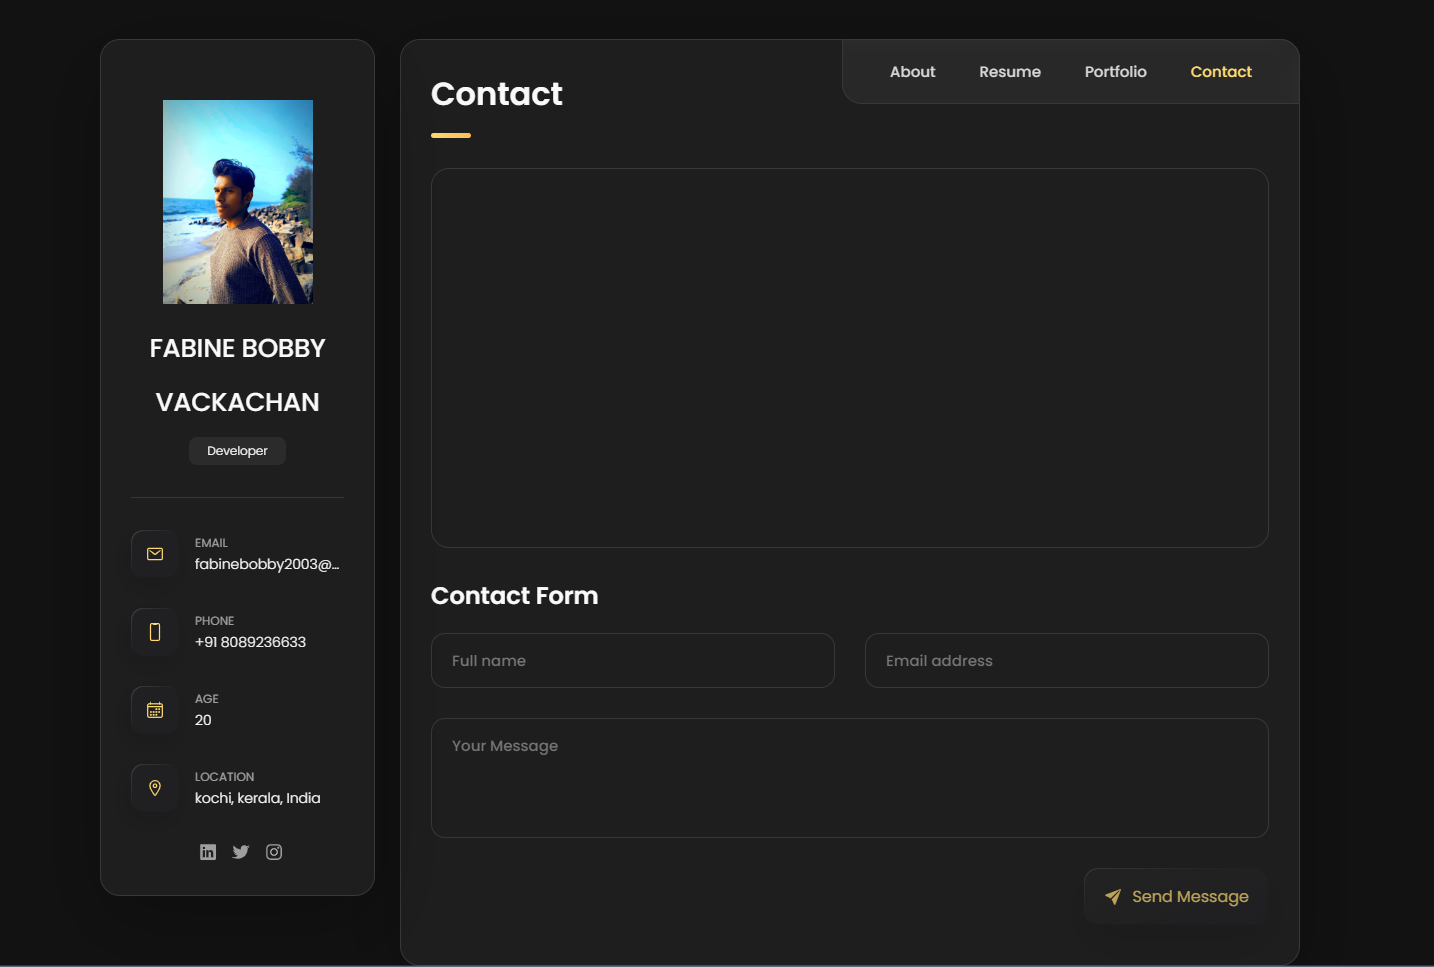 FABINE BOBBY
VACKACHAN
Developer
EMAIL
fabinebobby2003@...
PHONE
+91 8089236633
AGE
20
LOCATION
kochi, kerala, India
About Resume Portfolio Contact
Contact
Contact Form
Full name Email address
Your Message
Send Message